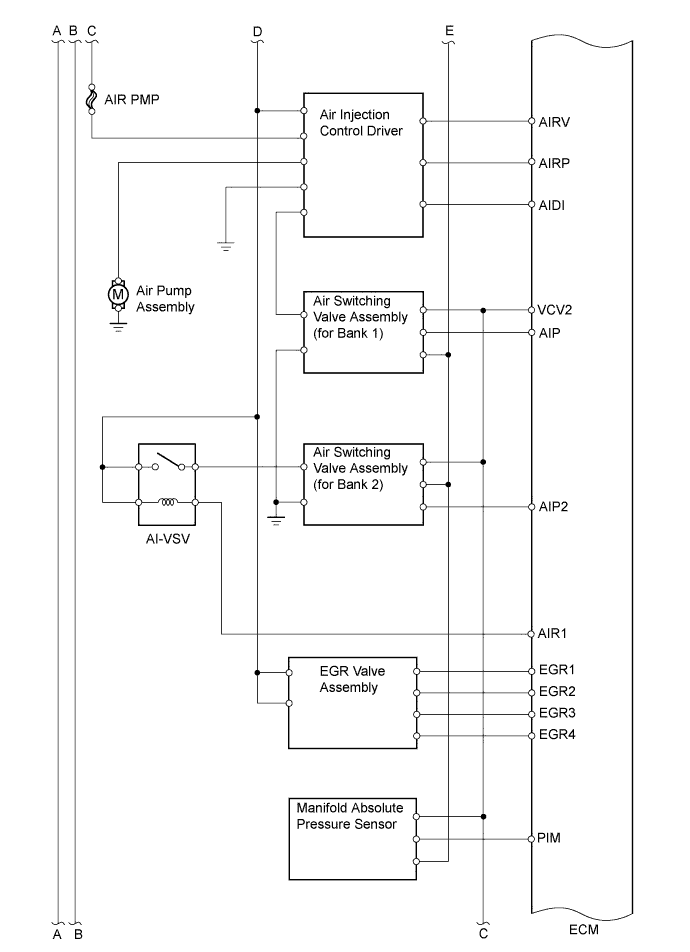 A B C D E
AIR PMP
Air Injection
Control Driver
AIRV
AIRP
AIDI
M
Air Pump
Assembly
Air Switching
Valve Assembly
(for Bank 1)
VCV2
AIP
Air Switching
Valve Assembly
(for Bank 2)
AIP2
AI-VSV
AIR1
EGR Valve
Assembly
EGR1
EGR2
EGR3
EGR4
Manifold Absolute
Pressure Sensor
PIM
A B C
ECM